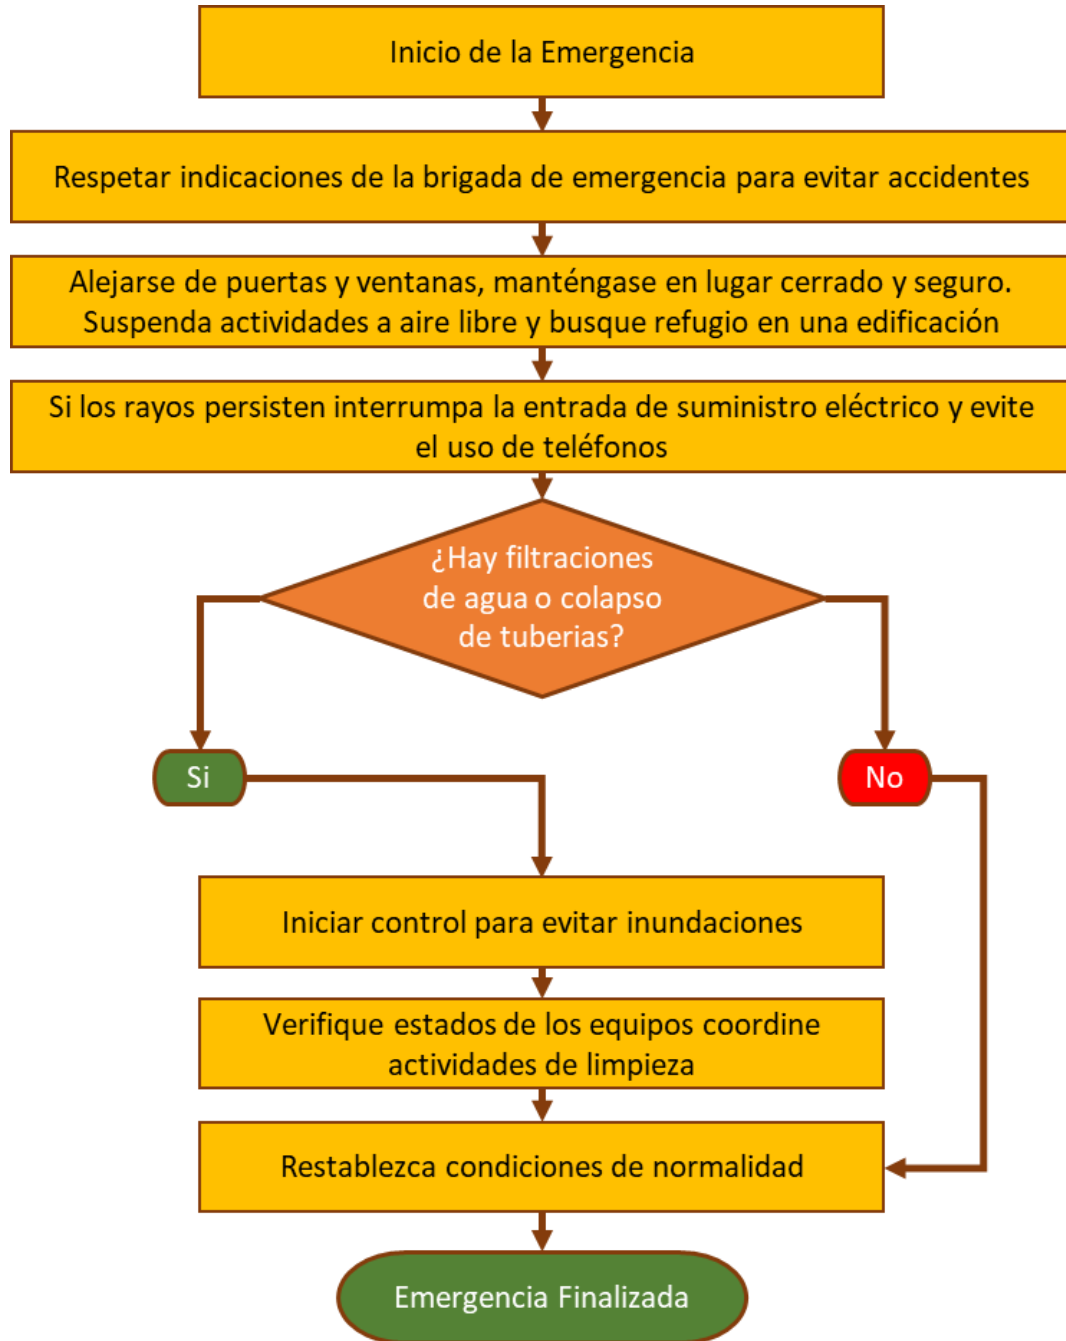 Inicio de la Emergencia
Respetar indicaciones de la brigada de emergencia para evitar accidentes
Alejarse de puertas y ventanas, manténgase en lugar cerrado y seguro.
Suspenda actividades a aire libre y busque refugio en una edificación
Si los rayos persisten interrumpa la entrada de suministro eléctrico y evite
el uso de teléfonos
¿Hay filtraciones
de agua o colapso
de tuberias?
Si
No
Iniciar control para evitar inundaciones
Verifique estados de los equipos coordine
actividades de limpieza
Restablezca condiciones de normalidad
Emergencia Finalizada